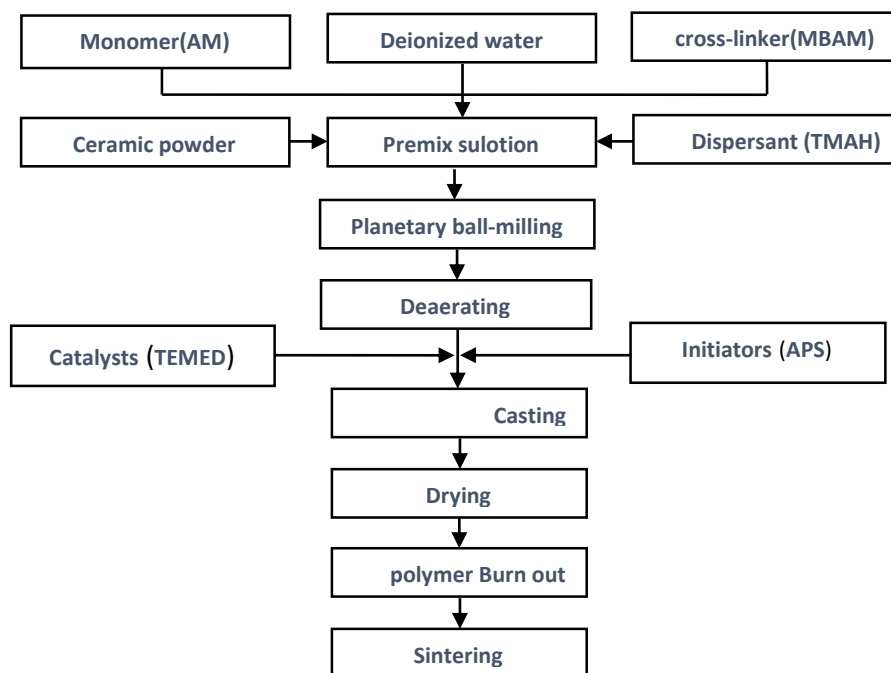 Monomer(AM)
Deionized water
cross-linker(MBAM)
Ceramic powder
Premix sulotion
Dispersant (TMAH)
Planetary ball-milling
Deaerating
Catalysts (TEMED)
Initiators (APS)
Casting
Drying
polymer Burn out
Sintering